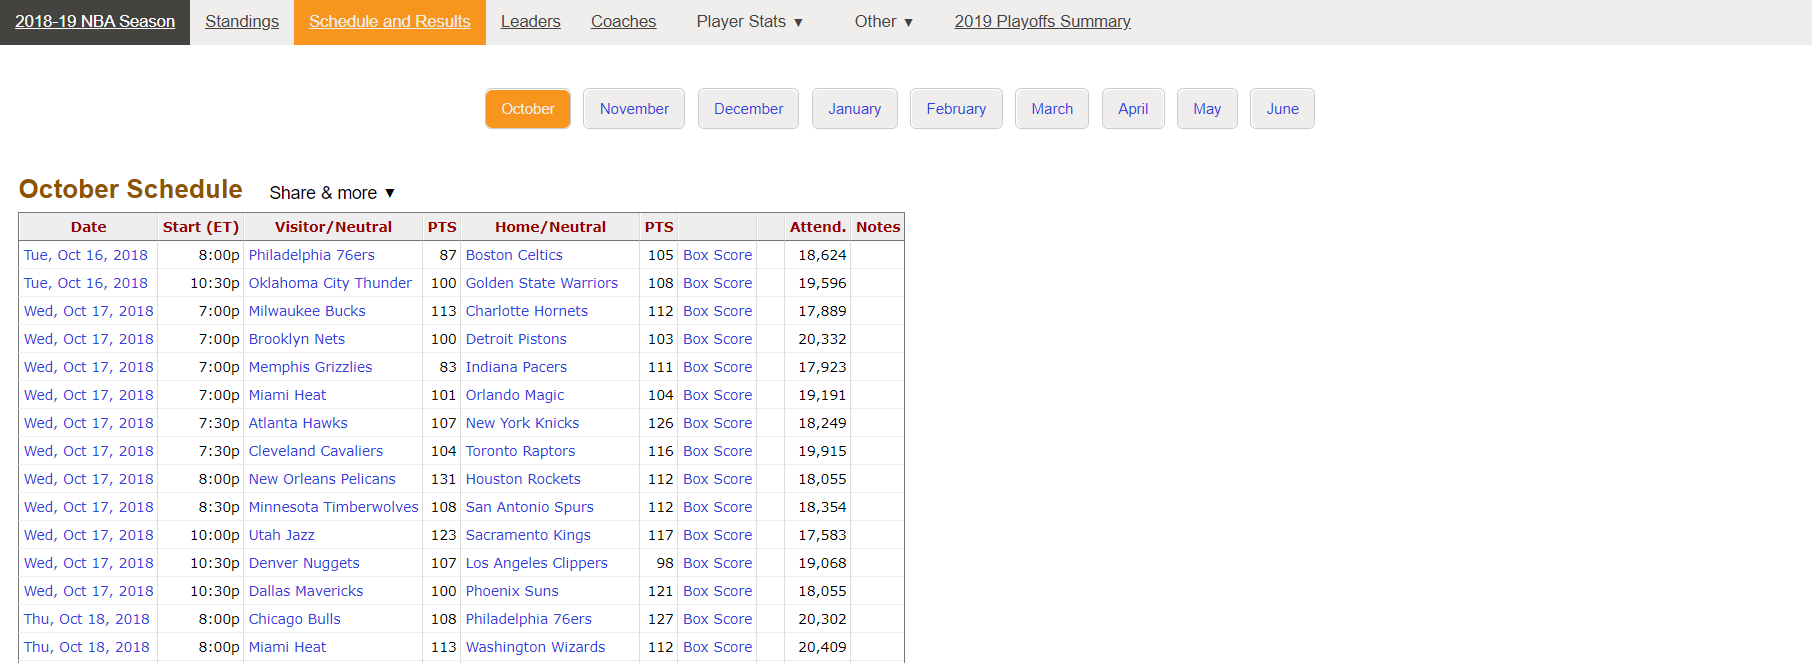 2018-19 NBA Season Standings Schedule and Results Leaders Coaches Player Stats ▼ Other ▼ 2019 Playoffs Summary
October November December January February March April May June
October Schedule Share & more ▼
Date Start (ET) Visitor/Neutral PTS Home/Neutral PTS Attend. Notes
Tue, Oct 16, 2018 8:00p Philadelphia 76ers 87 Boston Celtics 105 Box Score 18,624
Tue, Oct 16, 2018 10:30p Oklahoma City Thunder 100 Golden State Warriors 108 Box Score 19,596
Wed, Oct 17, 2018 7:00p Milwaukee Bucks 113 Charlotte Hornets 112 Box Score 17,889
Wed, Oct 17, 2018 7:00p Brooklyn Nets 100 Detroit Pistons 103 Box Score 20,332
Wed, Oct 17, 2018 7:00p Memphis Grizzlies 83 Indiana Pacers 111 Box Score 17,923
Wed, Oct 17, 2018 7:00p Miami Heat 101 Orlando Magic 104 Box Score 19,191
Wed, Oct 17, 2018 7:30p Atlanta Hawks 107 New York Knicks 126 Box Score 18,249
Wed, Oct 17, 2018 7:30p Cleveland Cavaliers 104 Toronto Raptors 116 Box Score 19,915
Wed, Oct 17, 2018 8:00p New Orleans Pelicans 131 Houston Rockets 112 Box Score 18,055
Wed, Oct 17, 2018 8:30p Minnesota Timberwolves 108 San Antonio Spurs 112 Box Score 18,354
Wed, Oct 17, 2018 10:00p Utah Jazz 123 Sacramento Kings 117 Box Score 17,583
Wed, Oct 17, 2018 10:30p Denver Nuggets 107 Los Angeles Clippers 98 Box Score 19,068
Wed, Oct 17, 2018 10:30p Dallas Mavericks 100 Phoenix Suns 121 Box Score 18,055
Thu, Oct 18, 2018 8:00p Chicago Bulls 108 Philadelphia 76ers 127 Box Score 20,302
Thu, Oct 18, 2018 8:00p Miami Heat 113 Washington Wizards 112 Box Score 20,409